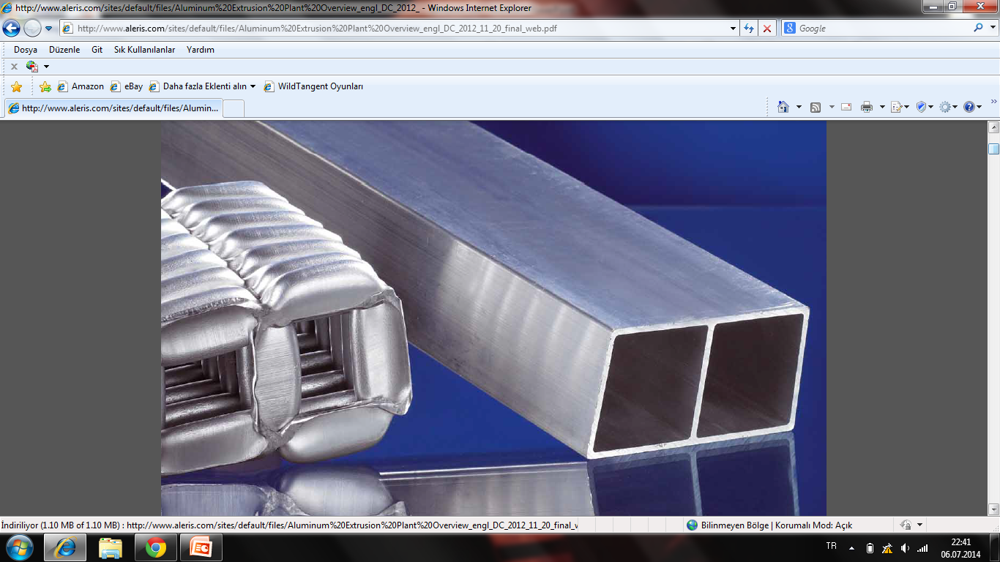 http://www.aleris.com/sites/default/files/Aluminum%20Extrusion%20Plant%20Overview_engl_DC_2012_ - Windows Internet Explorer
http://www.aleris.com/sites/default/files/Aluminum%20Extrusion%20Plant%20Overview_engl_DC_2012_11_20_final_web.pdf
Google
Dosya Düzenle Git Sık Kullanılanlar Yardım
Amazon eBay Daha fazla Eklenti alın WildTangent Oyunları
http://www.aleris.com/sites/default/files/Alumin...
İndiriliyor (1.10 MB of 1.10 MB) : http://www.aleris.com/sites/default/files/Aluminum%20Extrusion%20Plant%20Overview_engl_DC_2012_11_20_final_v
Bilinmeyen Bölge | Korumalı Mod: Açık
TR
22:41
06.07.2014